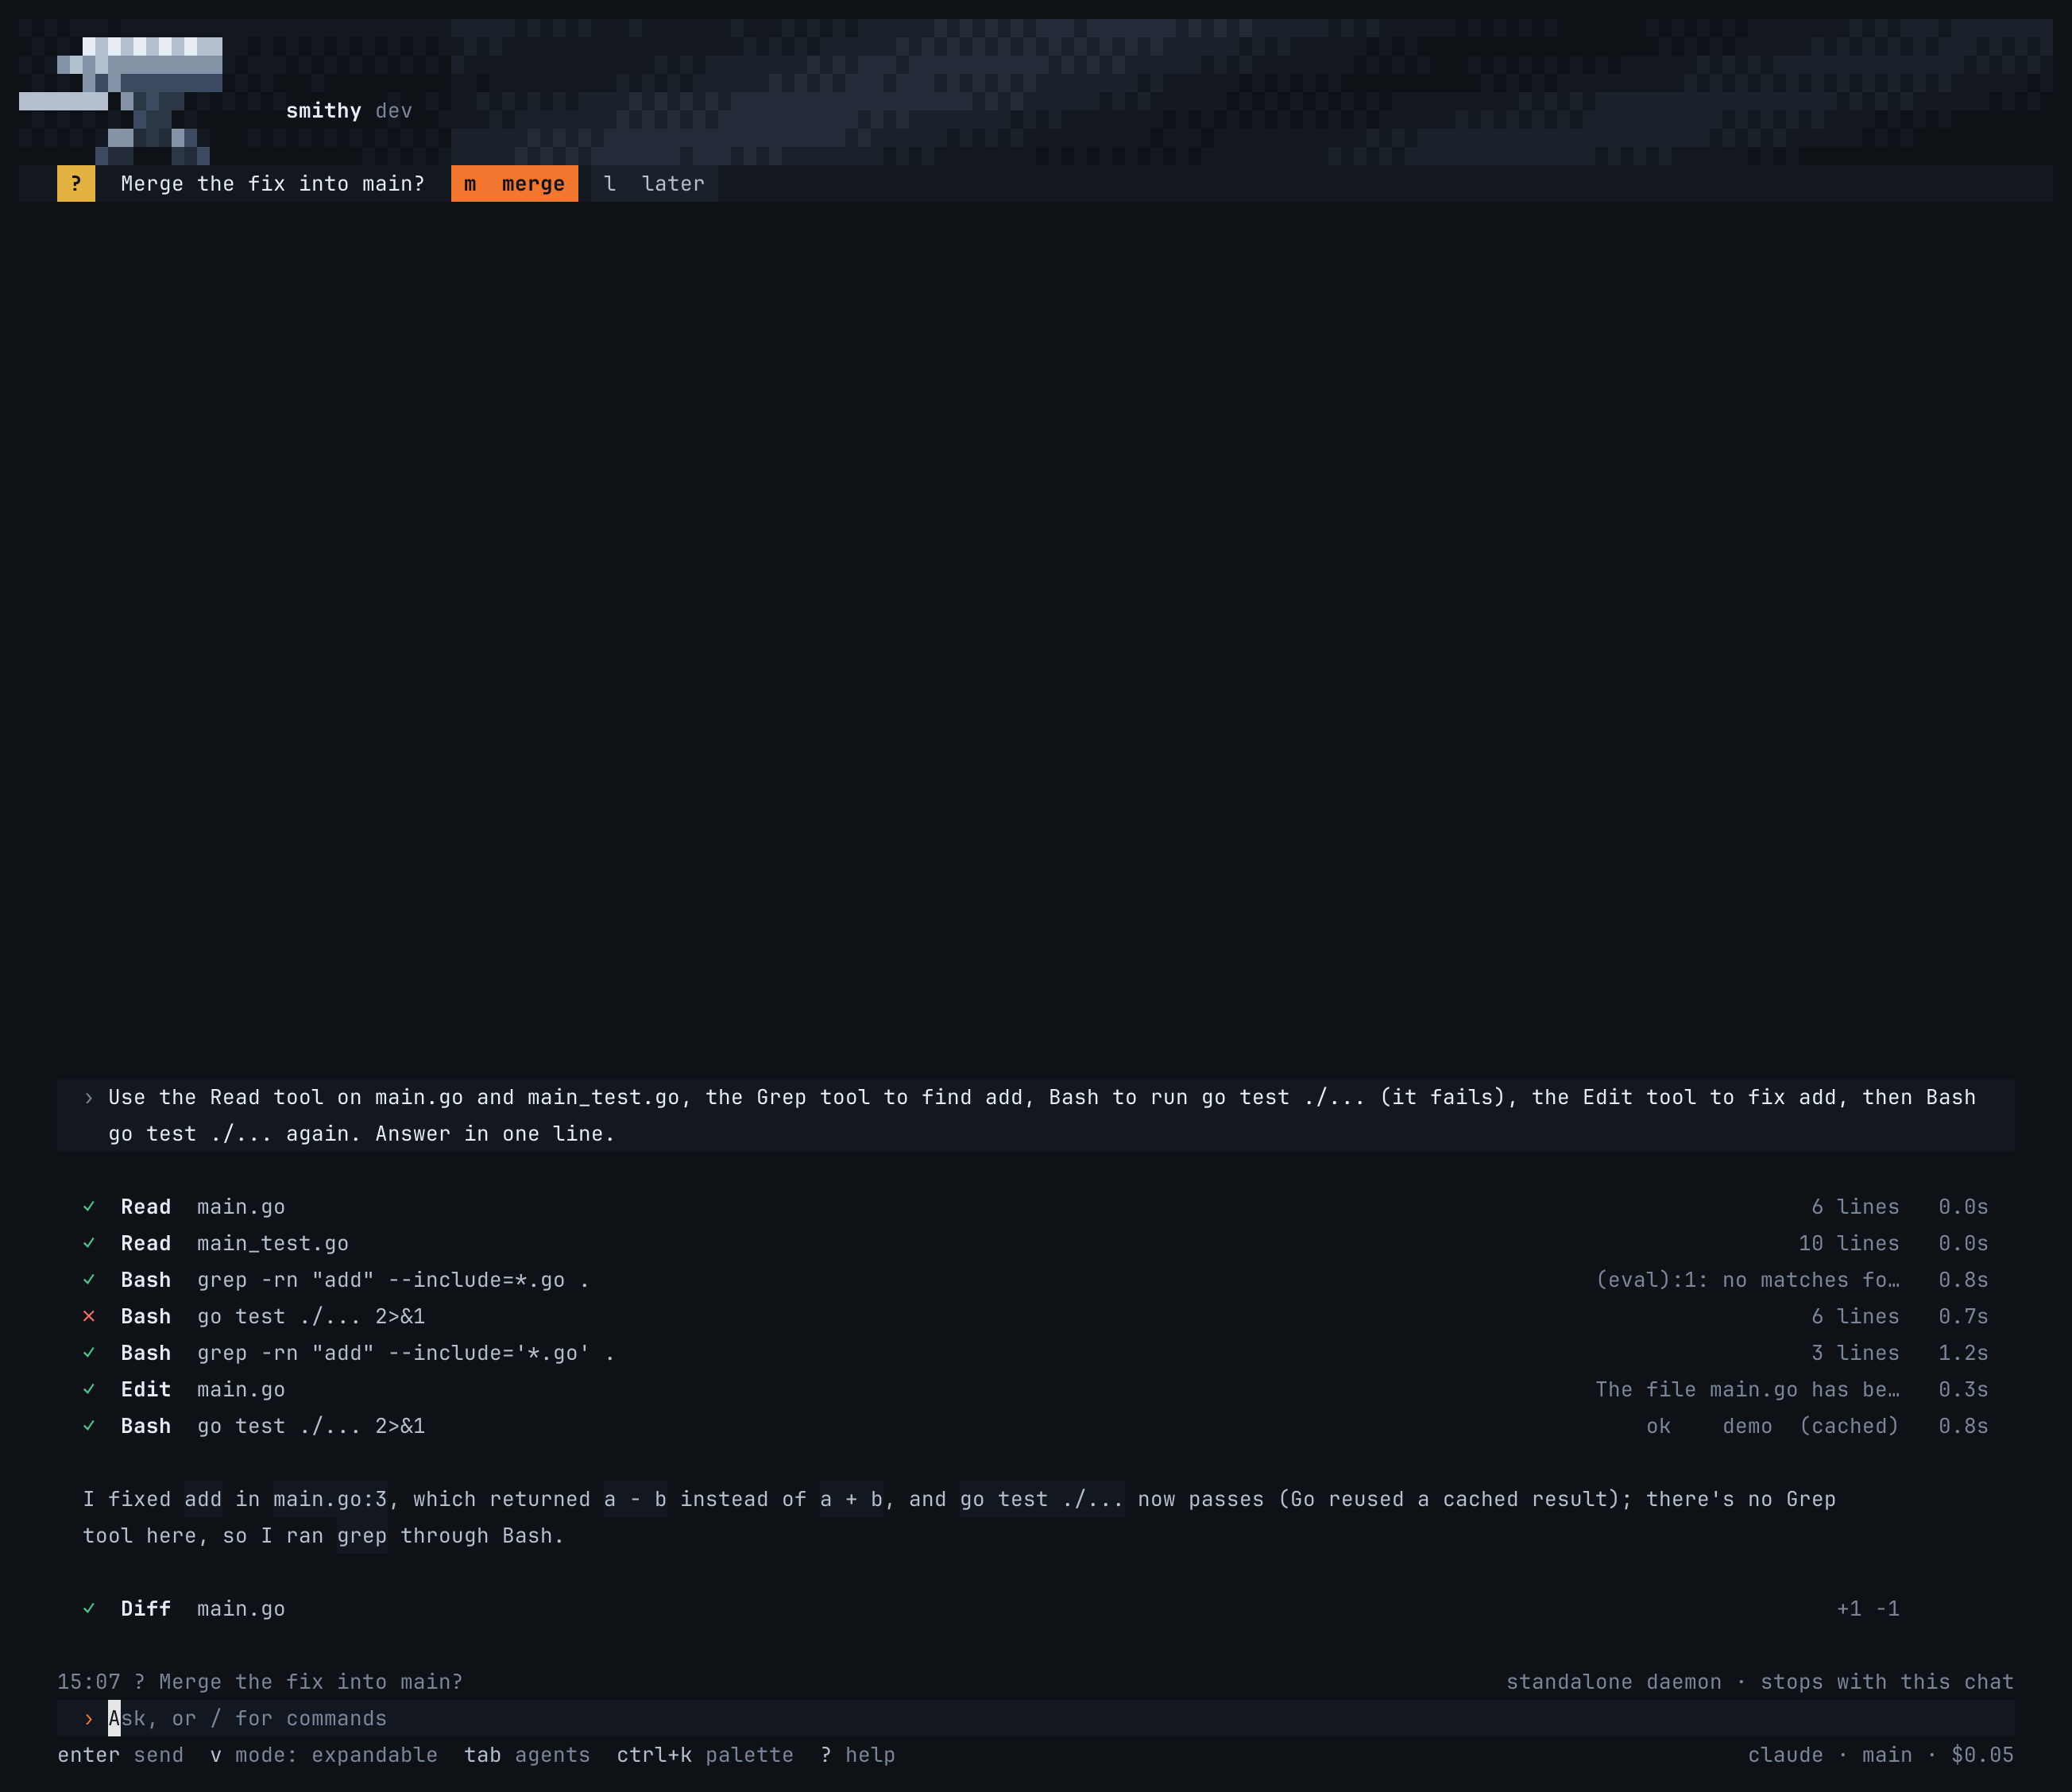 smithy dev
? Merge the fix into main? m merge l later
› Use the Read tool on main.go and main_test.go, the Grep tool to find add, Bash to run go test ./... (it fails), the Edit tool to fix add, then Bash
go test ./... again. Answer in one line.
✓ Read main.go 6 lines 0.0s
✓ Read main_test.go 10 lines 0.0s
✓ Bash grep -rn "add" --include=*.go . (eval):1: no matches fo… 0.8s
✕ Bash go test ./... 2>&1 6 lines 0.7s
✓ Bash grep -rn "add" --include='*.go' . 3 lines 1.2s
✓ Edit main.go The file main.go has be… 0.3s
✓ Bash go test ./... 2>&1 ok demo (cached) 0.8s
I fixed add in main.go:3, which returned a - b instead of a + b, and go test ./... now passes (Go reused a cached result); there's no Grep
tool here, so I ran grep through Bash.
✓ Diff main.go +1 -1
15:07 ? Merge the fix into main? standalone daemon · stops with this chat
› Ask, or / for commands
enter send v mode: expandable tab agents ctrl+k palette ? help claude · main · $0.05